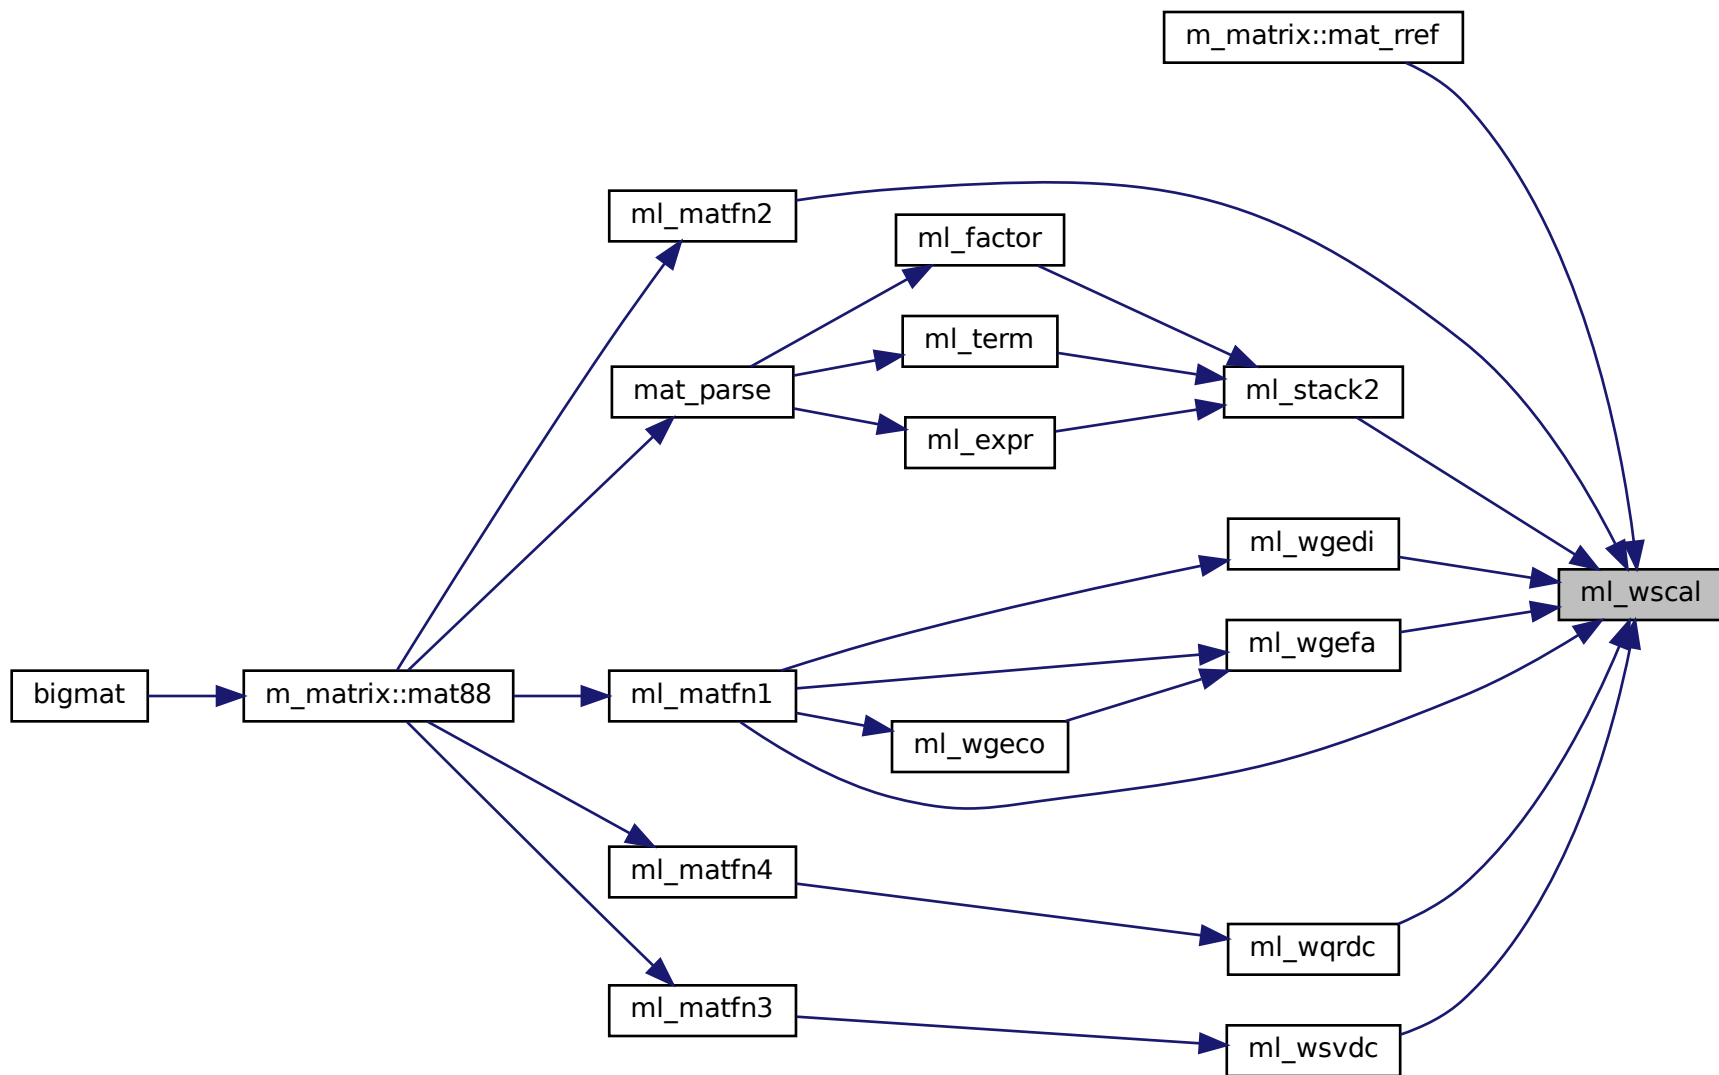 m_matrix::mat_rref
ml_matfn2
ml_factor
ml_term
mat_parse
ml_stack2
ml_expr
ml_wgedi
ml_wscal
ml_wgefa
bigmat
m_matrix::mat88
ml_matfn1
ml_wgeco
ml_matfn4
ml_wqrdc
ml_matfn3
ml_wsvdc